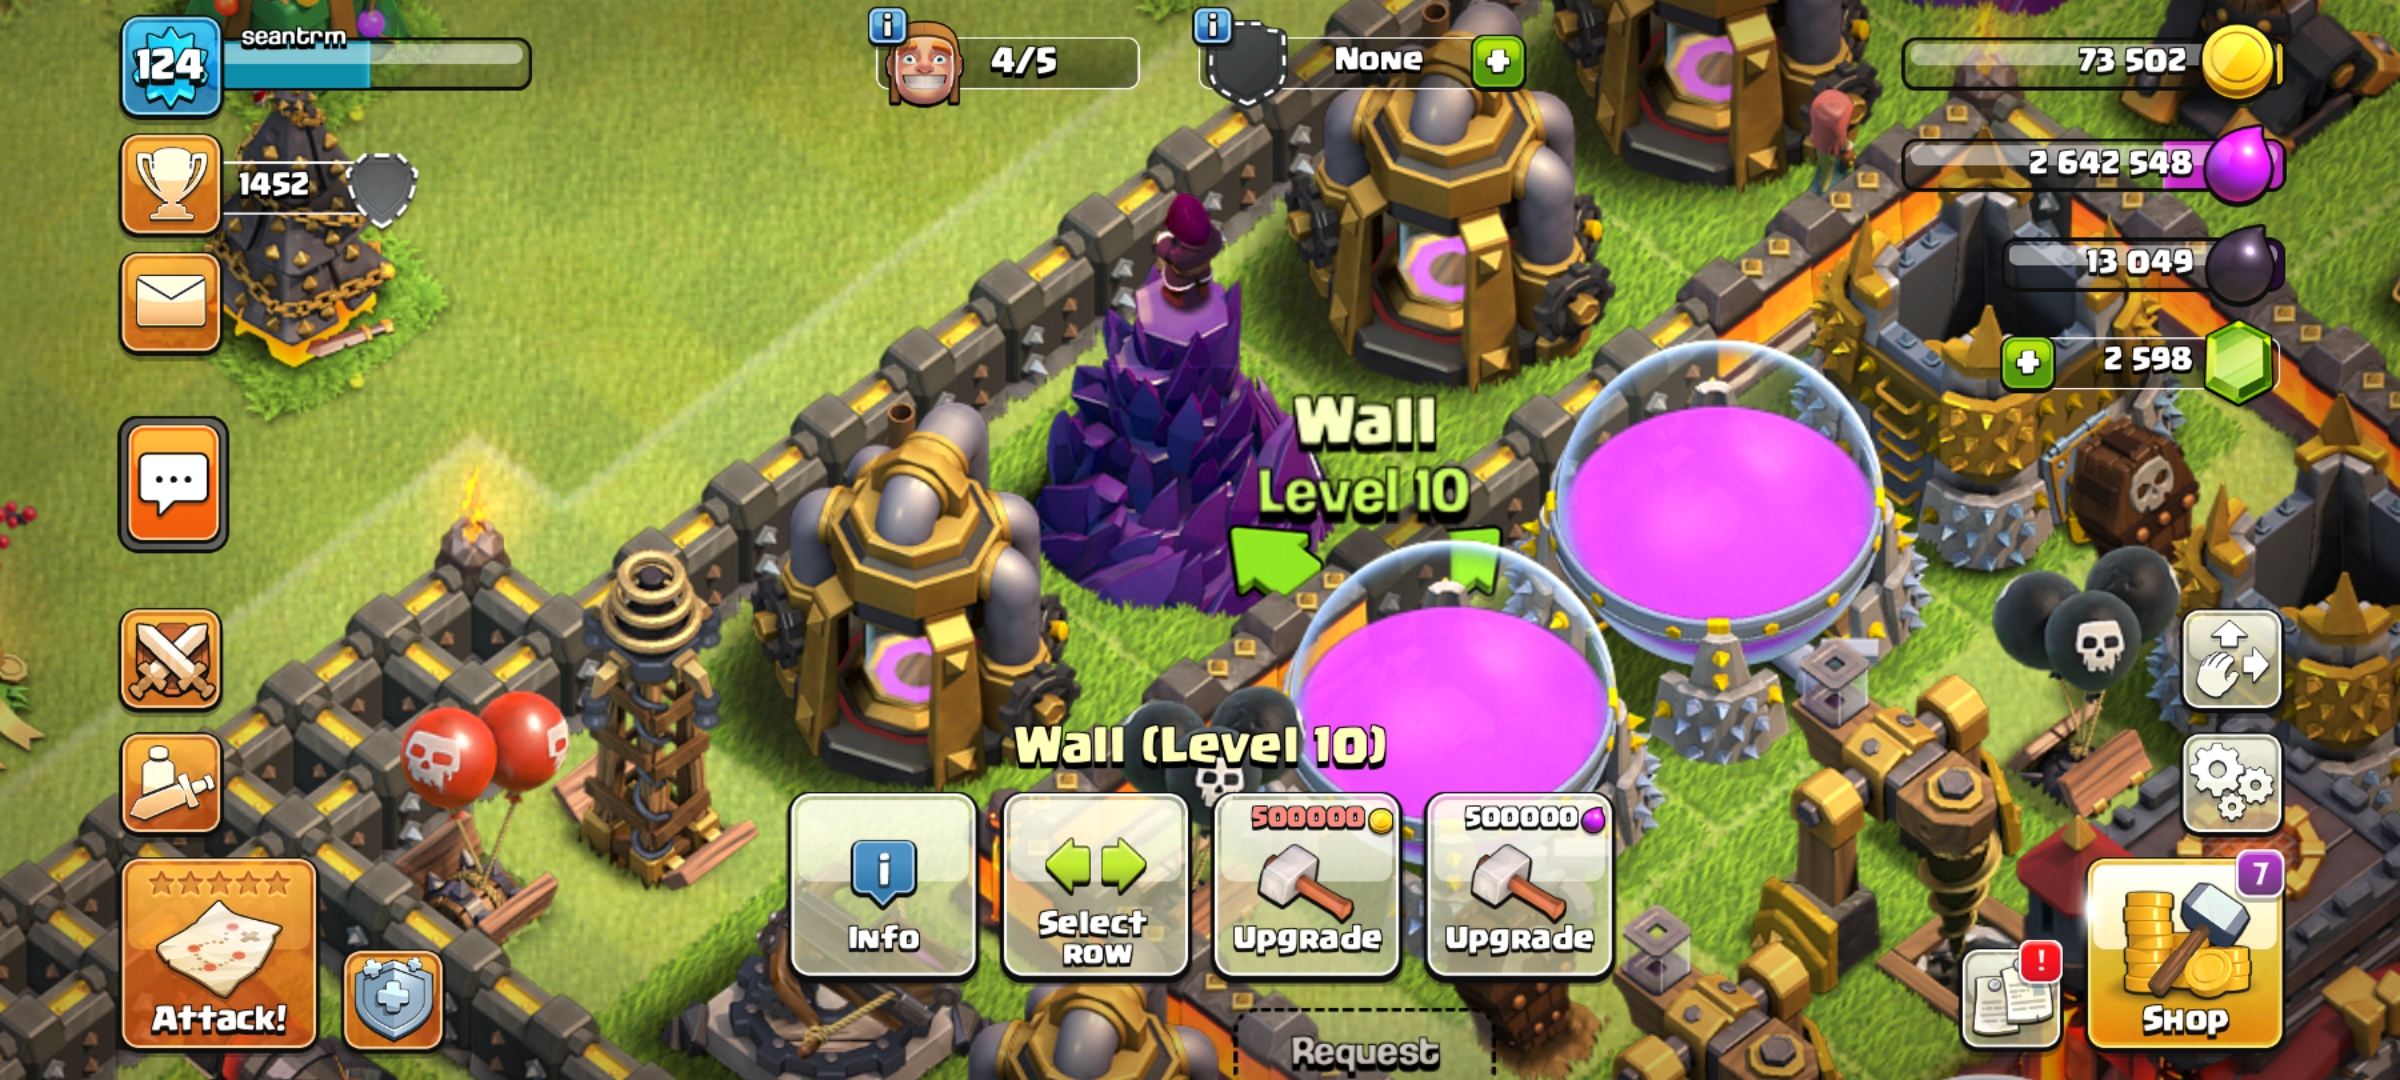 124
seantrm
4/5
None
73 502
1452
2 642 548
13 049
2 598
Wall
Level 10
Wall (Level 10)
Info
Select
Row
500000
Upgrade
500000
Upgrade
Attack!
7
!
Shop
Request